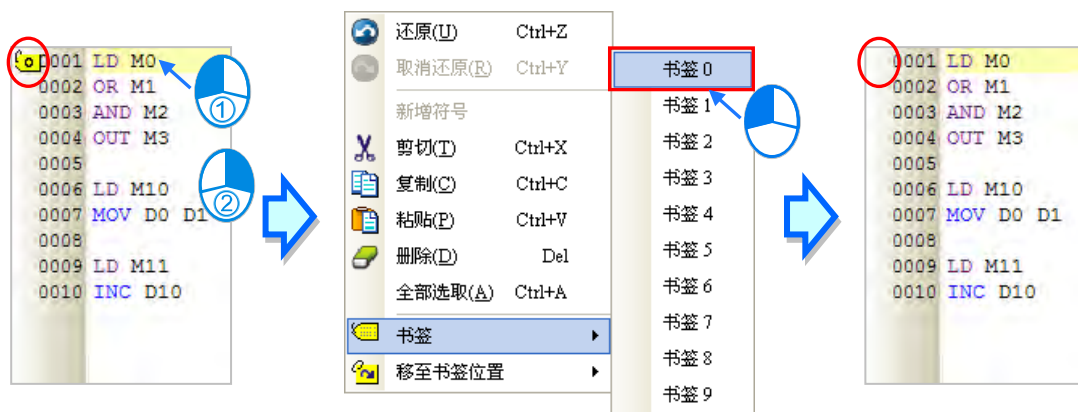 0001 LD M0
0002 OR M1
0003 AND M2
0004 OUT M3
0005
0006 LD M10
0007 MOV D0 D1
0008
0009 LD M11
0010 INC D10
①
②
还原(U) Ctrl+Z
取消还原(R) Ctrl+Y
新增符号
剪切(T) Ctrl+X
复制(C) Ctrl+C
粘贴(P) Ctrl+V
删除(D) Del
全部选取(A) Ctrl+A
书签
移至书签位置
书签 0
书签 1
书签 2
书签 3
书签 4
书签 5
书签 6
书签 7
书签 8
书签 9
0001 LD M0
0002 OR M1
0003 AND M2
0004 OUT M3
0005
0006 LD M10
0007 MOV D0 D1
0008
0009 LD M11
0010 INC D10